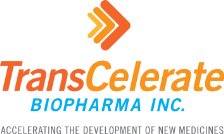 TransCelerate
BIOPHARMA INC.
ACCELERATING THE DEVELOPMENT OF NEW MEDICINES